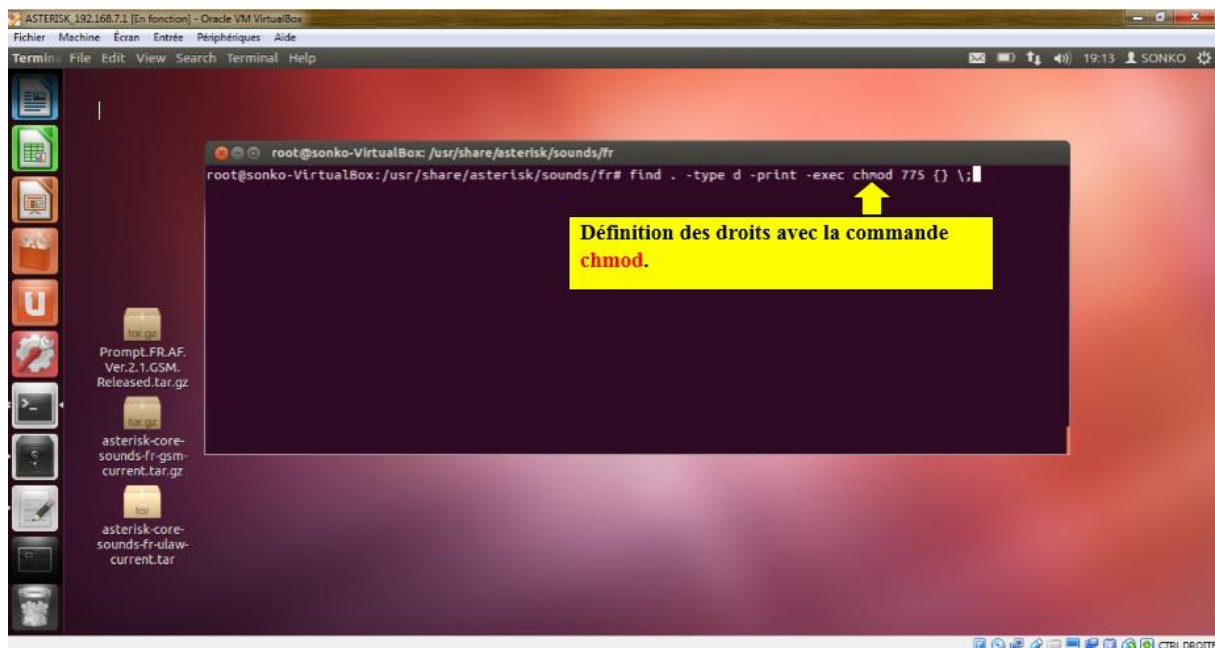 ASTERISK_192.168.7.1 [En fonction] - Oracle VM VirtualBox
Fichier Machine Écran Entrée Périphériques Aide
Termin File Edit View Search Terminal Help
19:13 SONKO
root@sonko-VirtualBox: /usr/share/asterisk/sounds/fr
root@sonko-VirtualBox:/usr/share/asterisk/sounds/fr# find . -type d -print -exec chmod 775 {} \;
Définition des droits avec la commande
chmod.
tar.gz
Prompt.FR.AF.
Ver.2.1.GSM.
Released.tar.gz
tar.gz
asterisk-core-
sounds-fr-gsm-
current.tar.gz
tar
asterisk-core-
sounds-fr-ulaw-
current.tar
CTRL DROITE